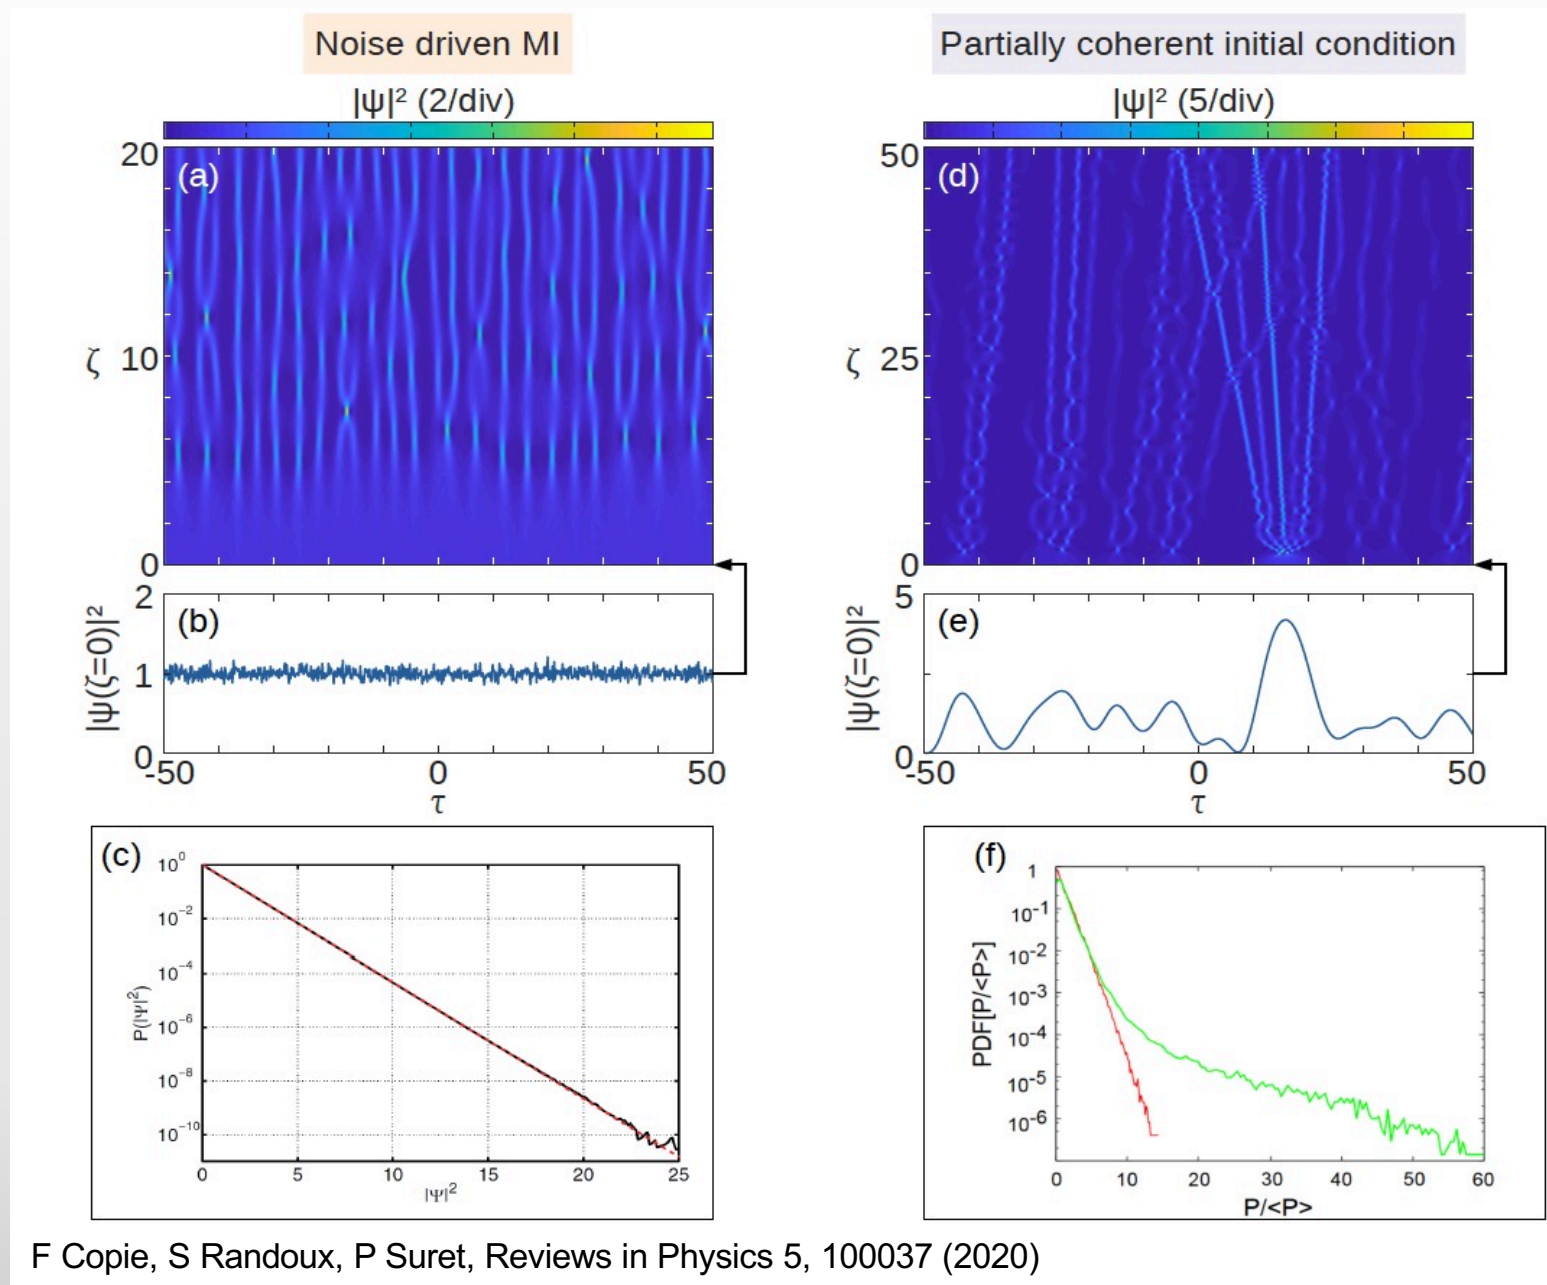 Noise driven MI
|ψ|² (2/div)
(a)
20
ζ 10
0
|ψ(ζ=0)|²
2
(b)
1
0
-50 0 50
τ
(c)
10⁰
10⁻²
10⁻⁴
10⁻⁶
10⁻⁸
10⁻¹⁰
P(|Ψ|²)
0 5 10 15 20 25
|Ψ|²
Partially coherent initial condition
|ψ|² (5/div)
(d)
50
ζ 25
0
|ψ(ζ=0)|²
5
(e)
0
-50 0 50
τ
(f)
1
10⁻¹
10⁻²
10⁻³
10⁻⁴
10⁻⁵
10⁻⁶
PDF[P/<P>]
0 10 20 30 40 50 60
P/<P>
F Copie, S Randoux, P Suret, Reviews in Physics 5, 100037 (2020)